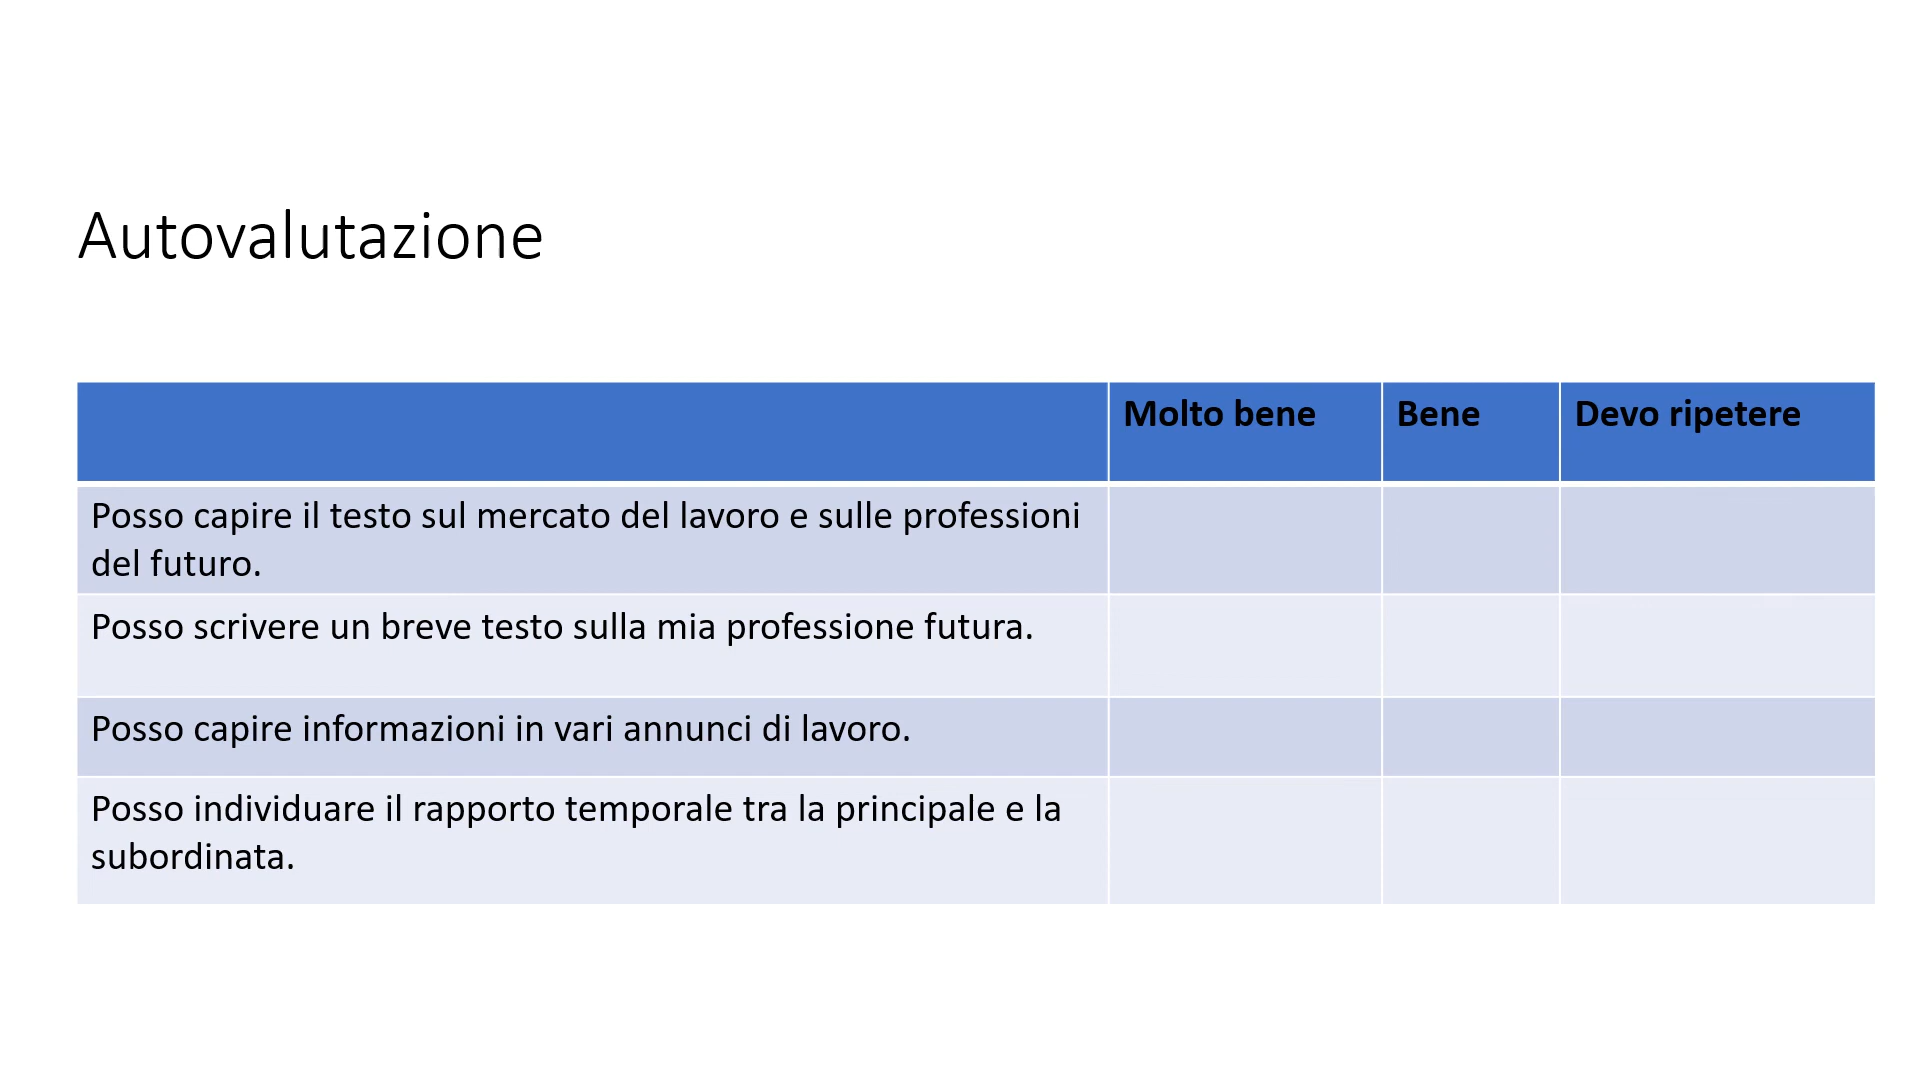 Autovalutazione
Molto bene
Bene
Devo ripetere
Posso capire il testo sul mercato del lavoro e sulle professioni
del futuro.
Posso scrivere un breve testo sulla mia professione futura.
Posso capire informazioni in vari annunci di lavoro.
Posso individuare il rapporto temporale tra la principale e la
subordinata.